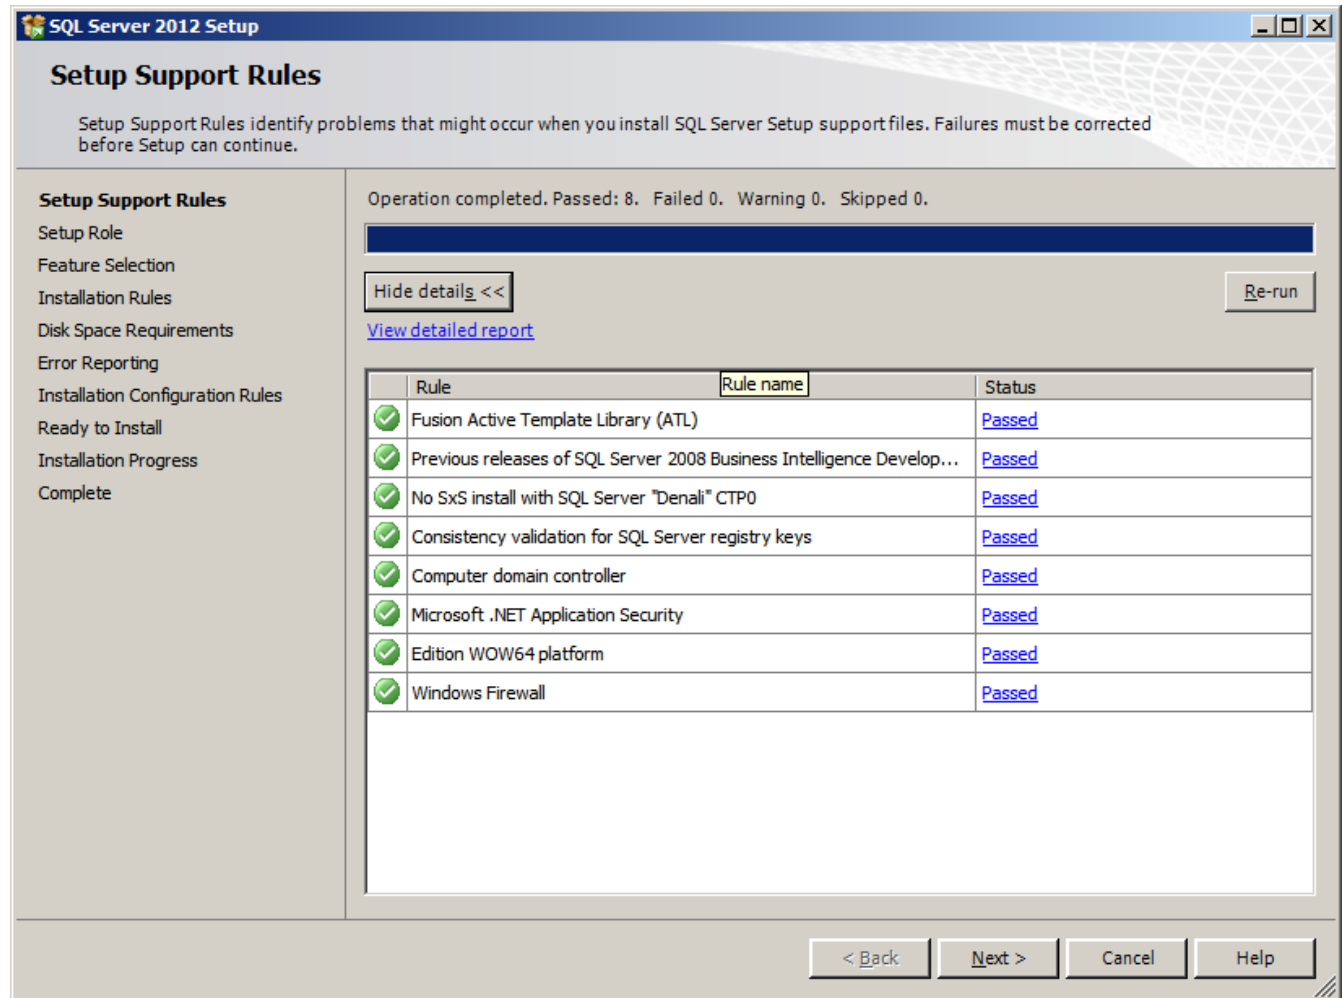 SQL Server 2012 Setup
Setup Support Rules
Setup Support Rules identify problems that might occur when you install SQL Server Setup support files. Failures must be corrected
before Setup can continue.
Setup Support Rules
Setup Role
Feature Selection
Installation Rules
Disk Space Requirements
Error Reporting
Installation Configuration Rules
Ready to Install
Installation Progress
Complete
Operation completed. Passed: 8.   Failed 0.   Warning 0.   Skipped 0.
Hide details <<
Re-run
View detailed report
Rule Rule name Status
Fusion Active Template Library (ATL) Passed
Previous releases of SQL Server 2008 Business Intelligence Develop... Passed
No SxS install with SQL Server "Denali" CTP0 Passed
Consistency validation for SQL Server registry keys Passed
Computer domain controller Passed
Microsoft .NET Application Security Passed
Edition WOW64 platform Passed
Windows Firewall Passed
< Back Next > Cancel Help